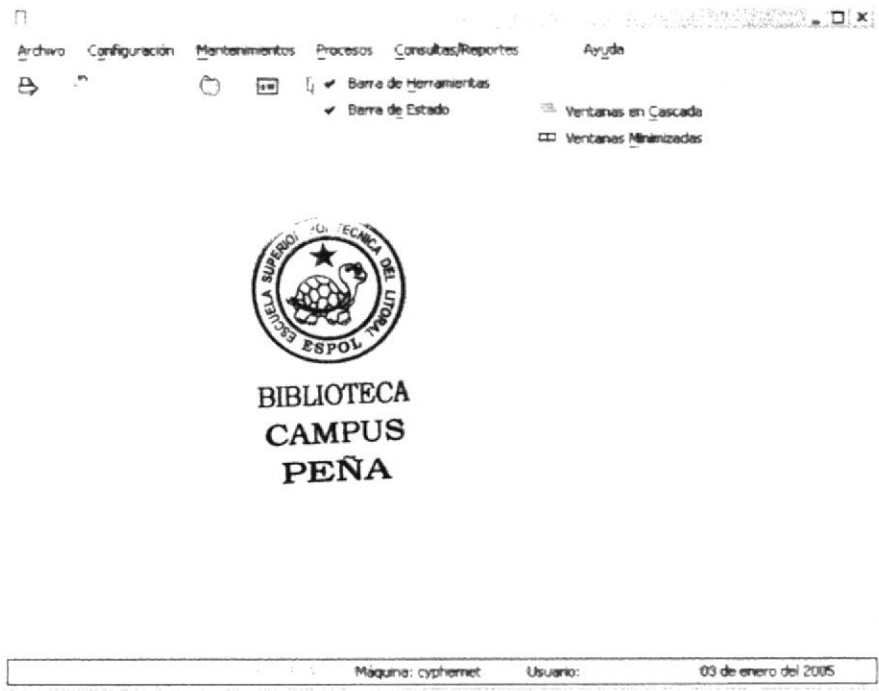 Archivo Configuración Mantenimientos Procesos Consultas/Reportes Ayuda
Barra de Herramientas
Barra de Estado
Ventanas en Cascada
Ventanas Minimizadas
ESCUELA SUPERIOR POLITECNICA DEL LITORAL
ESPOL
BIBLIOTECA
CAMPUS
PEÑA
Máquina: cyphernet Usuario: 03 de enero del 2005